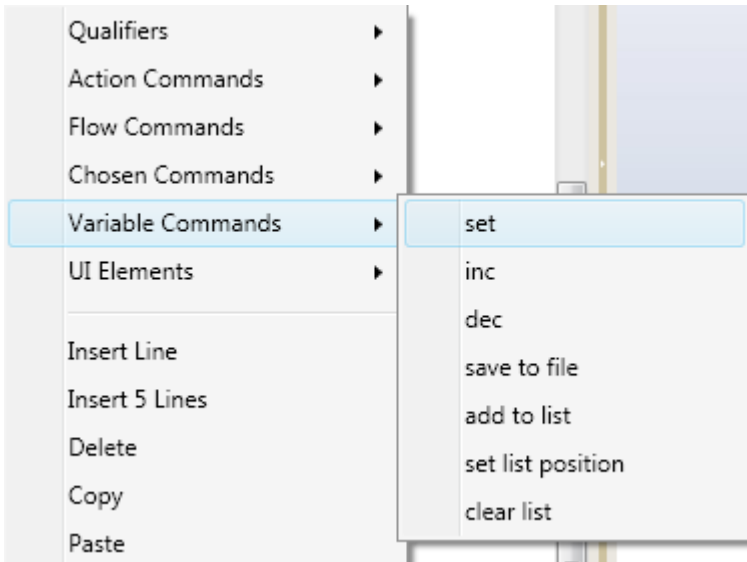 Qualifiers
Action Commands
Flow Commands
Chosen Commands
Variable Commands
UI Elements
Insert Line
Insert 5 Lines
Delete
Copy
Paste
set
inc
dec
save to file
add to list
set list position
clear list